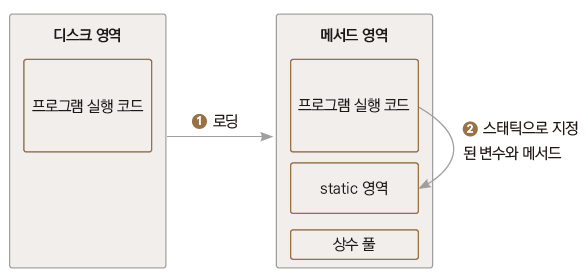 디스크 영역
프로그램 실행 코드
❶ 로딩
메서드 영역
프로그램 실행 코드
❷ 스태틱으로 지정
된 변수와 메서드
static 영역
상수 풀